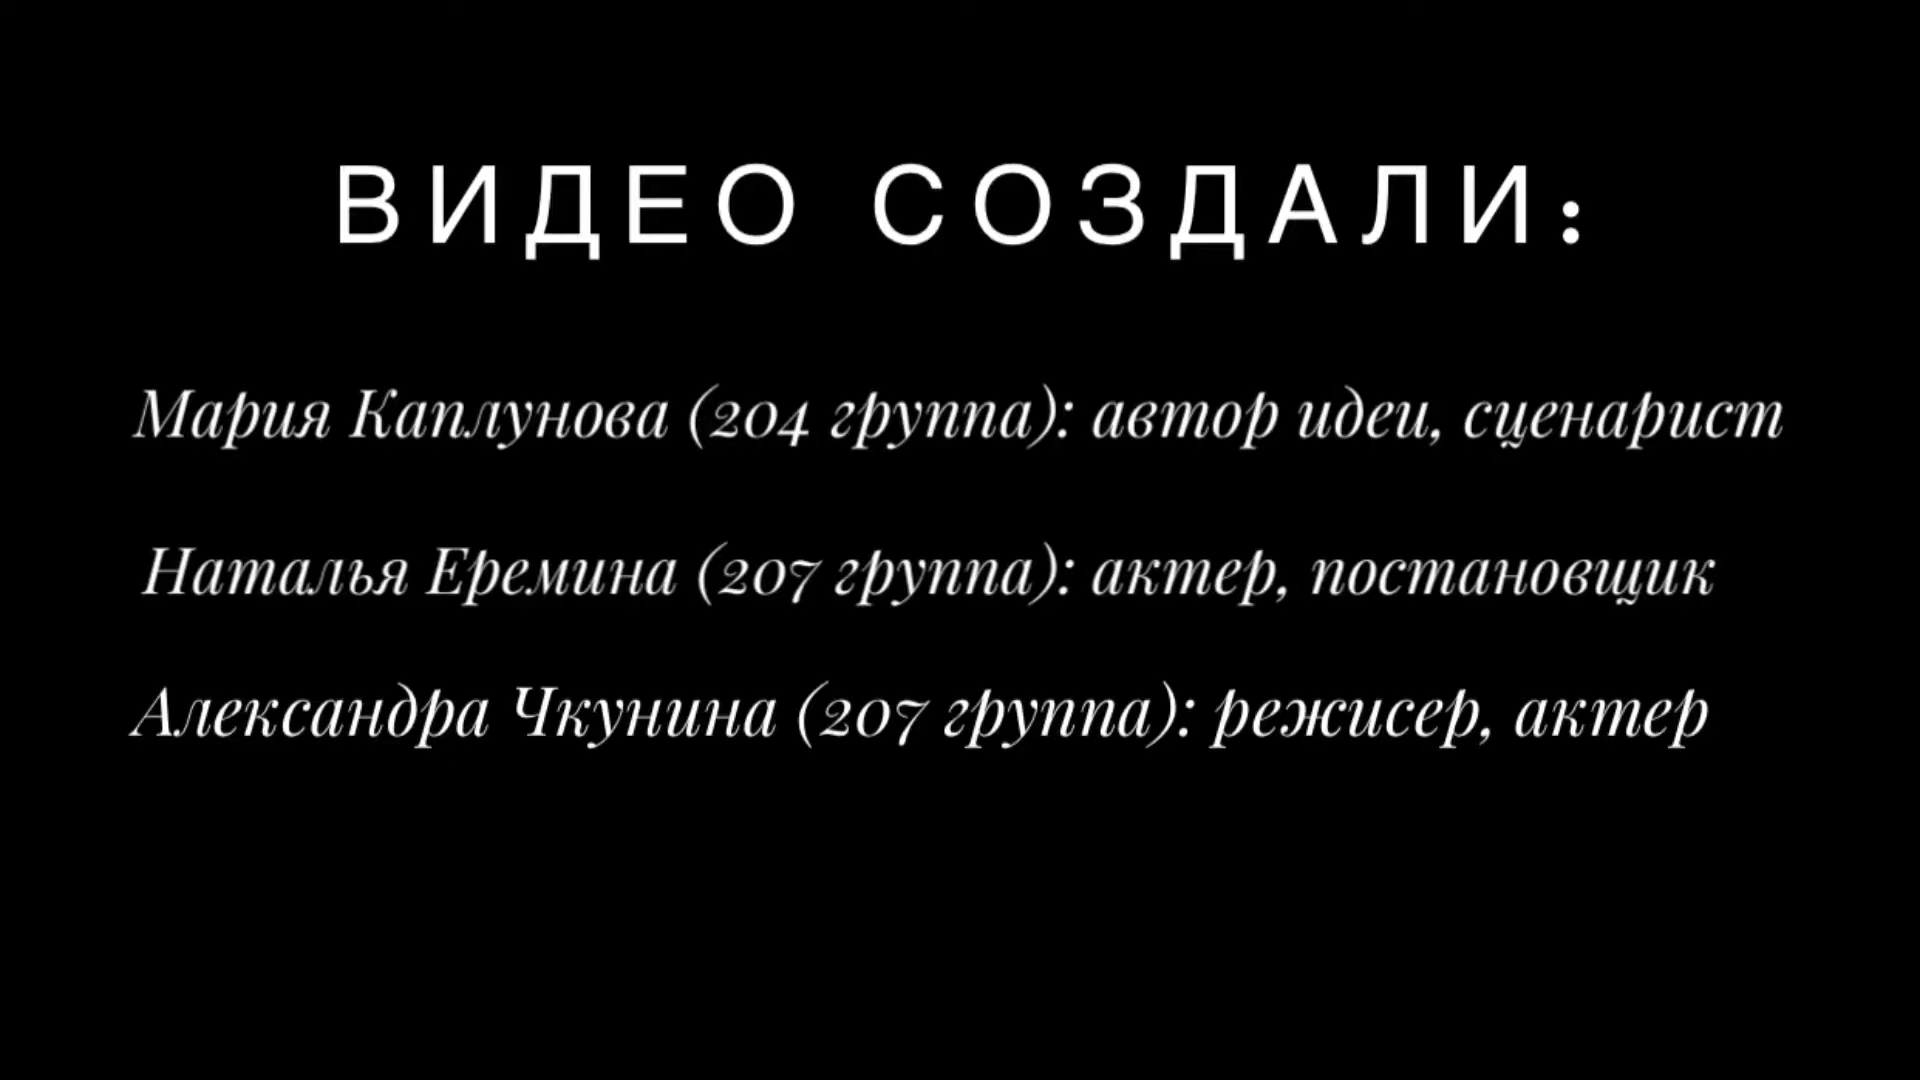 ВИДЕО СОЗДАЛИ:
Мария Каплунова (204 группа): автор идеи, сценарист
Наталья Еремина (207 группа): актер, постановщик
Александра Чкунина (207 группа): режисер, актер